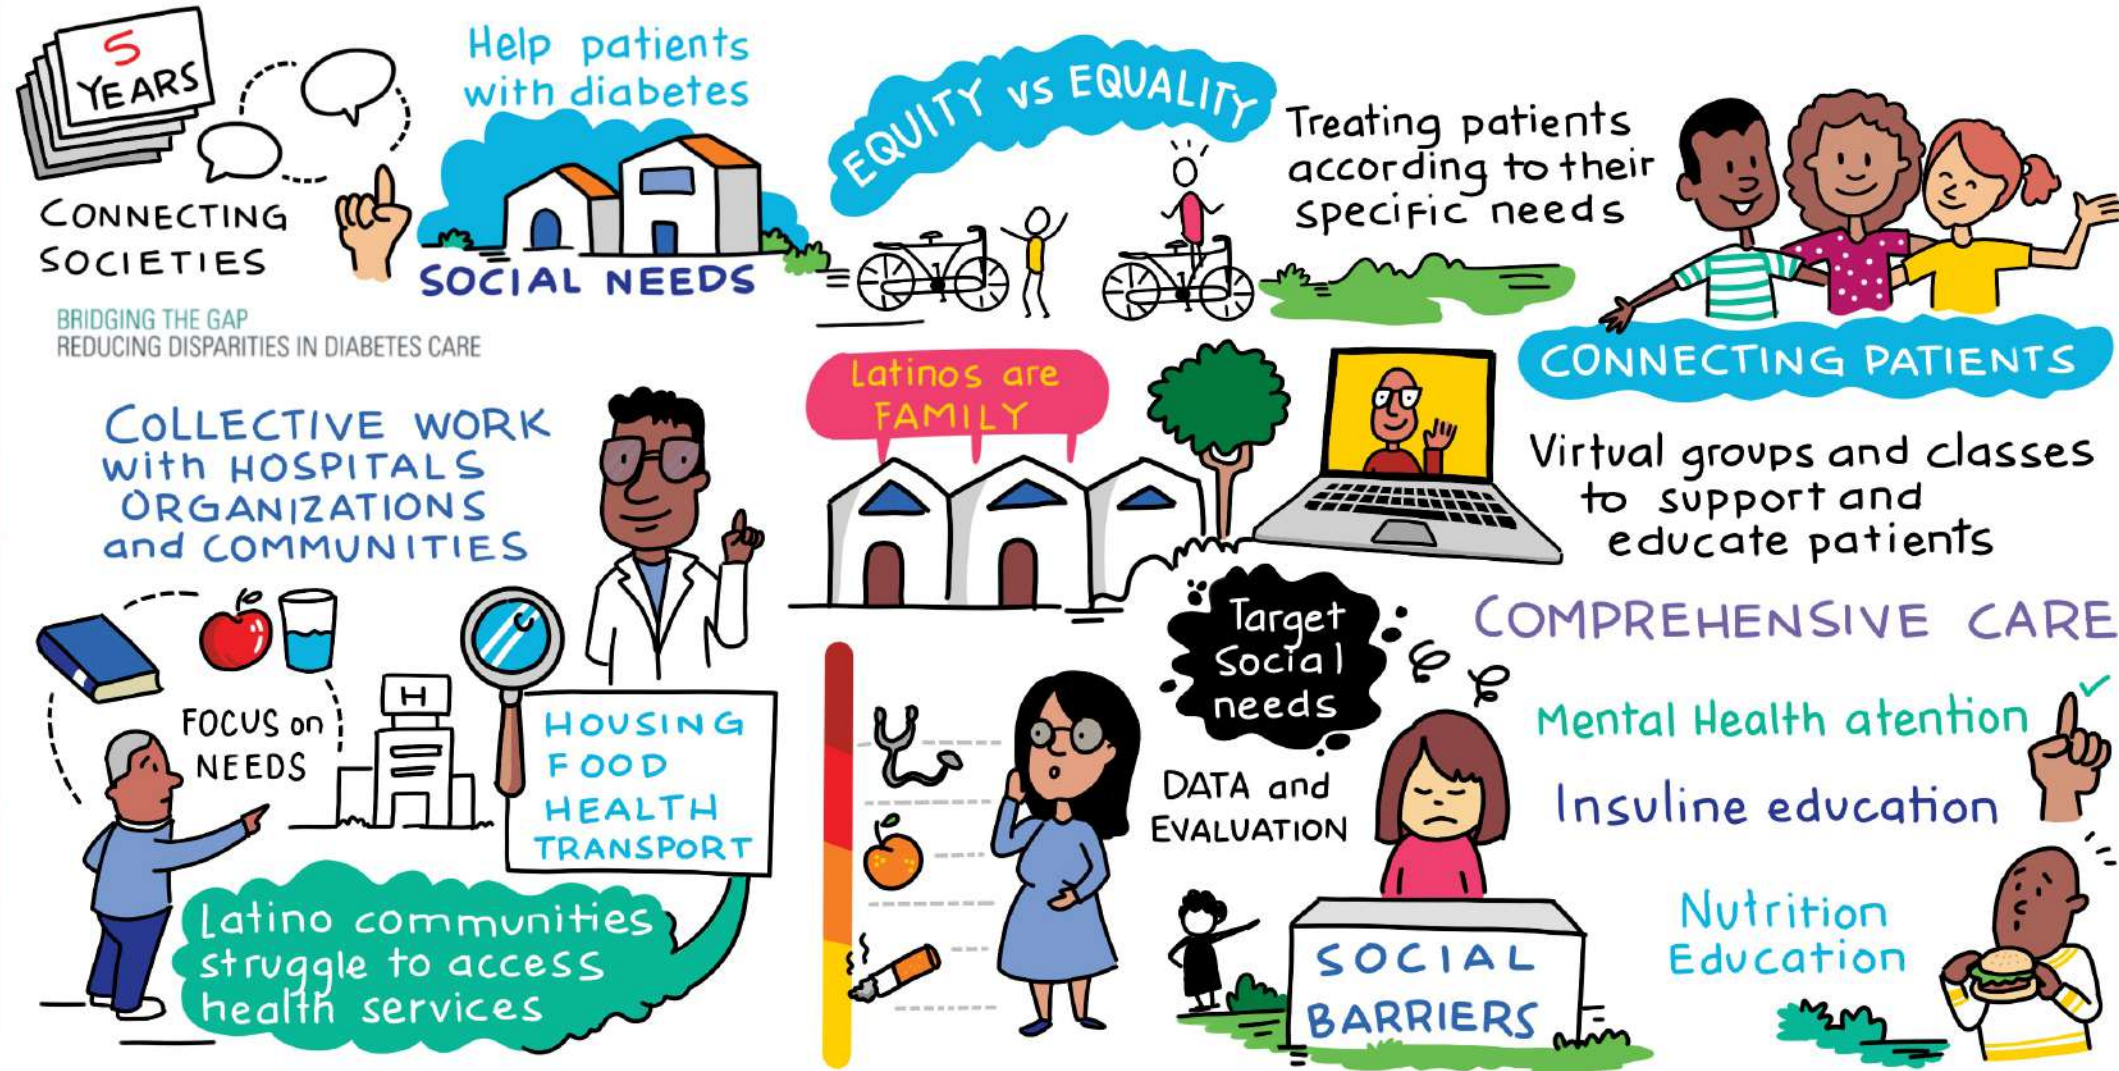 5
YEARS
CONNECTING
SOCIETIES
Help patients
with diabetes
SOCIAL NEEDS
BRIDGING THE GAP
REDUCING DISPARITIES IN DIABETES CARE
EQUITY VS EQUALITY
Treating patients
according to their
specific needs
CONNECTING PATIENTS
COLLECTIVE WORK
with HOSPITALS
ORGANIZATIONS
and COMMUNITIES
Latinos are
FAMILY
Virtual groups and classes
to support and
educate patients
FOCUS on
NEEDS
H
HOUSING
FOOD
HEALTH
TRANSPORT
Latino communities
struggle to access
health services
Target
Social
needs
DATA and
EVALUATION
SOCIAL
BARRIERS
COMPREHENSIVE CARE
Mental Health atention
Insuline education
Nutrition
Education